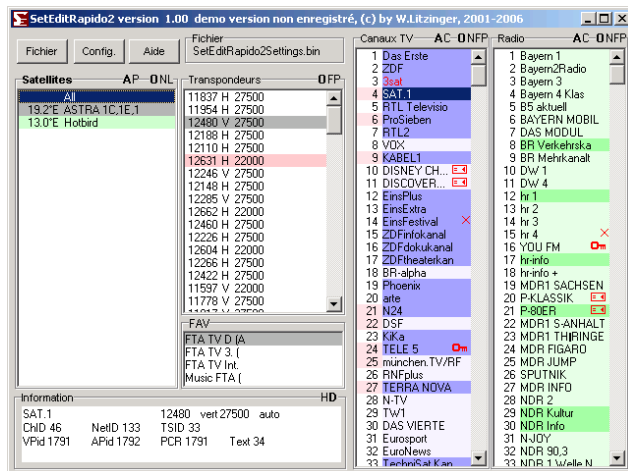 SetEditRapido2 version 1.00 demo version non enregistré, (c) by W.Litzinger, 2001-2006
Fichier
Config.
Aide
Fichier
SetEditRapido2Settings.bin
Satellites AP ONL
All
19.2°E ASTRA 1C,1E,1
13.0°E Hotbird
Transpondeurs OFP
11837 H 27500
11954 H 27500
12480 V 27500
12188 H 27500
12110 H 27500
12631 H 22000
12246 V 27500
12148 H 27500
12285 V 27500
12662 H 22000
12460 H 27500
12226 H 27500
12604 H 22000
12266 H 27500
12422 H 27500
11597 V 22000
11778 V 27500
FAV
FTA TV D (A
FTA TV 3. (
FTA TV Int.
Music FTA (
Information HD
SAT.1 12480 vert 27500 auto
ChID 46 NetID 133 TSID 33
VPid 1791 APid 1792 PCR 1791 Text 34
Canaux TV AC-ONFP
1 Das Erste
2 ZDF
3 3sat
4 SAT.1
5 RTL Televisio
6 ProSieben
7 RTL2
8 VOX
9 KABEL1
10 DISNEY CH...
11 DISCOVER...
12 EinsPlus
13 EinsExtra
14 EinsFestival
15 ZDFinfokanal
16 ZDFdokukanal
17 ZDFtheaterkan
18 BR-alpha
19 Phoenix
20 arte
21 N24
22 DSF
23 KiKa
24 TELE 5
25 münchen.TV/RF
26 RNFplus
27 TERRA NOVA
28 N-TV
29 TW1
30 DAS VIERTE
31 Eurosport
32 EuroNews
33 TechniSat Kan
Radio AC-ONFP
1 Bayern 1
2 Bayern2Radio
3 Bayern 3
4 Bayern 4 Klas
5 B5 aktuell
6 BAYERN MOBIL
7 DAS MODUL
8 BR Verkehrska
9 BR Mehrkanalt
10 DW 1
11 DW 4
12 hr 1
13 hr 2
14 hr 3
15 hr 4
16 YOU FM
17 hr-info
18 hr-info +
19 MDR1 SACHSEN
20 P-KLASSIK
21 P-80ER
22 MDR1 S-ANHALT
23 MDR1 THIRINGE
24 MDR FIGARO
25 MDR JUMP
26 SPUTNIK
27 MDR INFO
28 NDR 2
29 NDR Kultur
30 NDR Info
31 N-JOY
32 NDR 90,3
33 NDR 1 Welle N